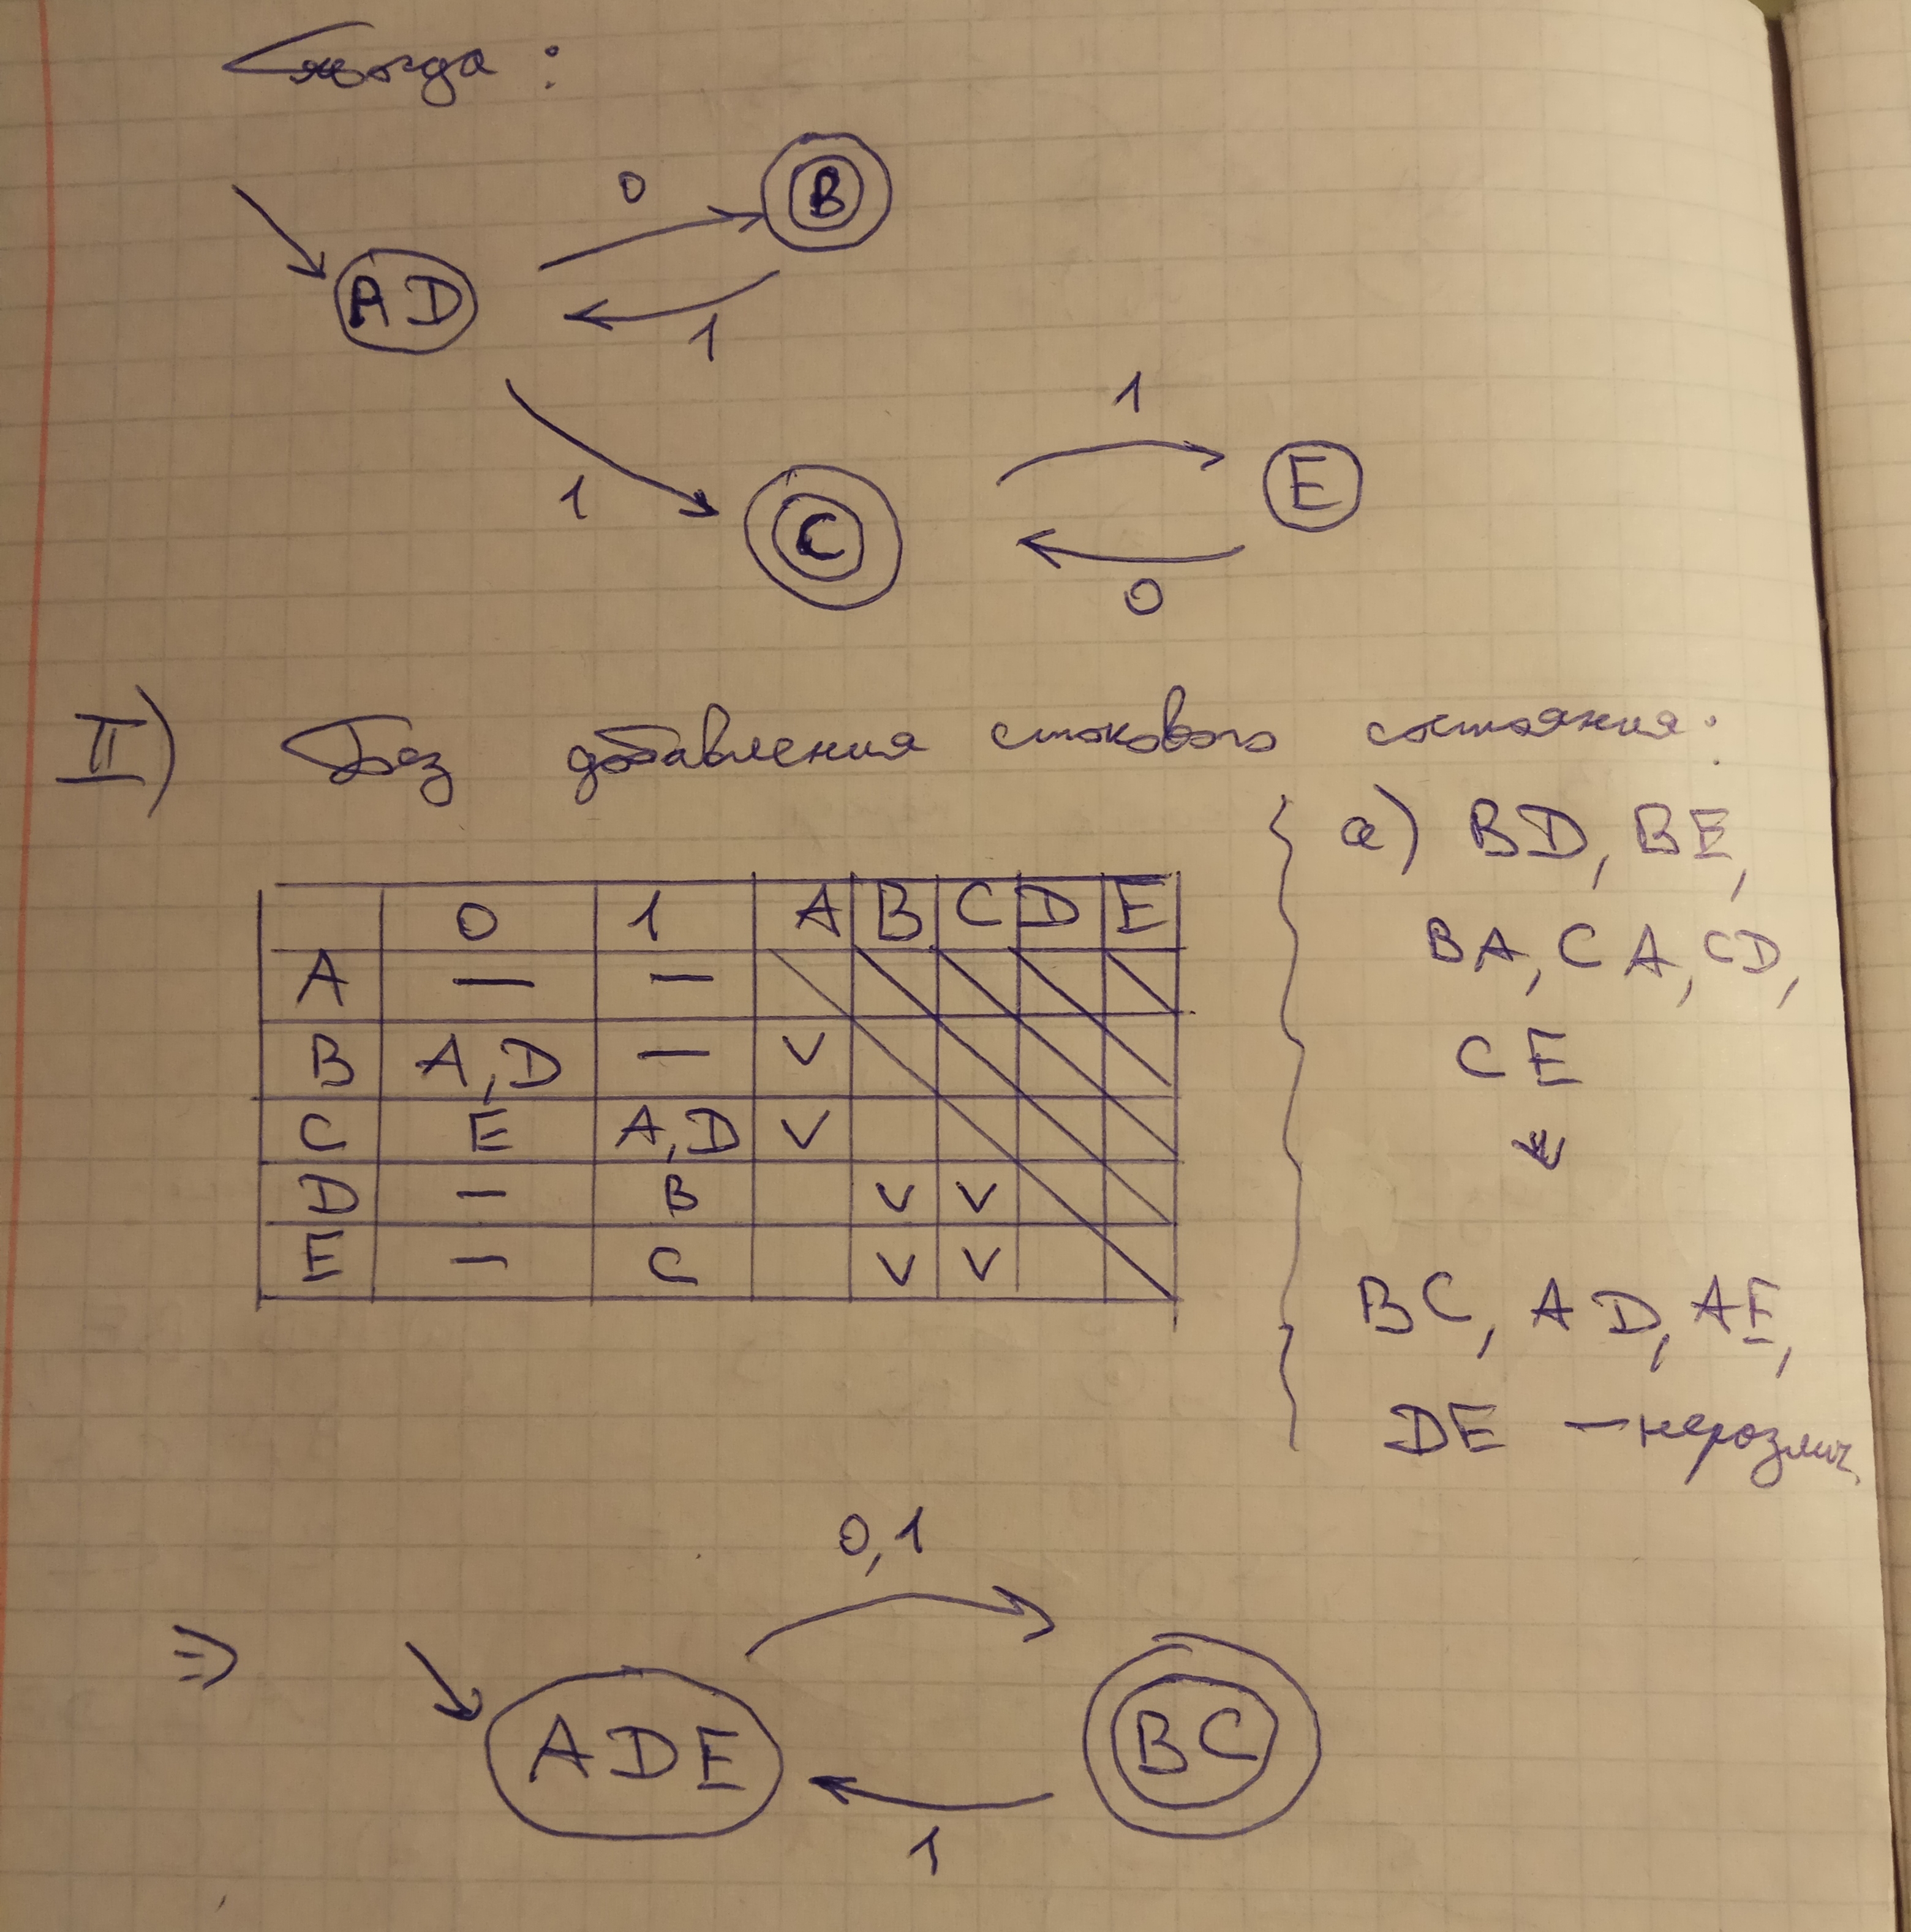 Тогда:
0
B
AD
1
1
E
1
C
0
II) Без добавления стокового состояния:
0 1 A B C D E
A — —
B A,D — V
C E A,D V
D — B V V
E — C V V
а) BD, BE,
BA, CA, CD,
CE
BC, AD, AE,
DE — неразлич.
0,1
⇒ ADE BC
1